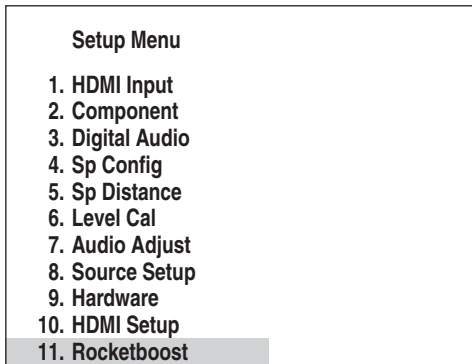 Setup Menu
1. HDMI Input
2. Component
3. Digital Audio
4. Sp Config
5. Sp Distance
6. Level Cal
7. Audio Adjust
8. Source Setup
9. Hardware
10. HDMI Setup
11. Rocketboost